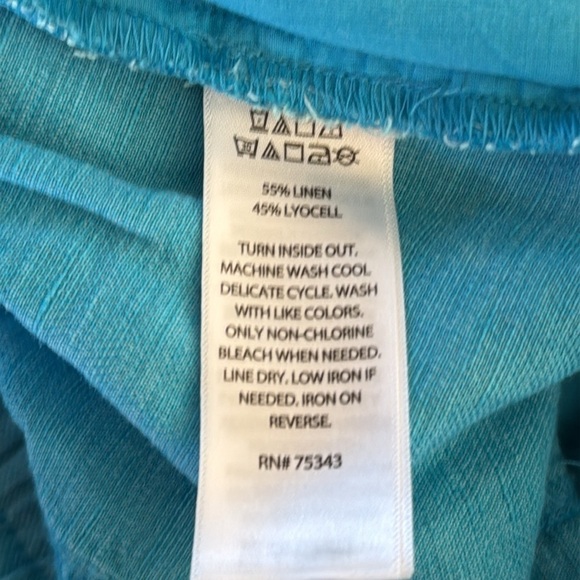 55% LINEN
45% LYOCELL
TURN INSIDE OUT.
MACHINE WASH COOL
DELICATE CYCLE. WASH
WITH LIKE COLORS.
ONLY NON-CHLORINE
BLEACH WHEN NEEDED.
LINE DRY. LOW IRON IF
NEEDED. IRON ON
REVERSE.
RN# 75343